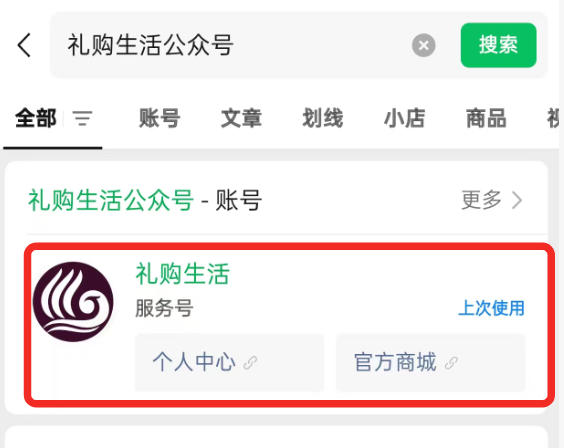 礼购生活公众号 搜索
全部 账号 文章 划线 小店 商品
礼购生活公众号 - 账号 更多
礼购生活
服务号 上次使用
个人中心 官方商城